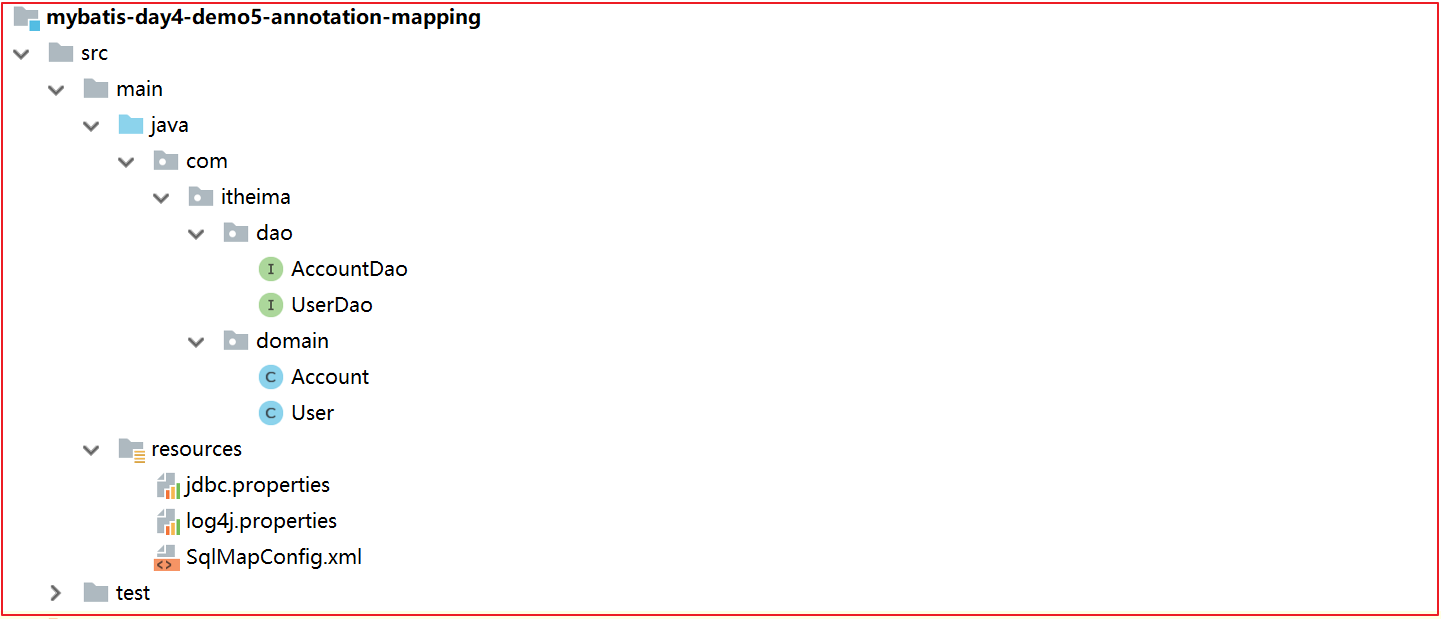 mybatis-day4-demo5-annotation-mapping
src
main
java
com
itheima
dao
I AccountDao
I UserDao
domain
C Account
C User
resources
jdbc.properties
log4j.properties
<> SqlMapConfig.xml
test